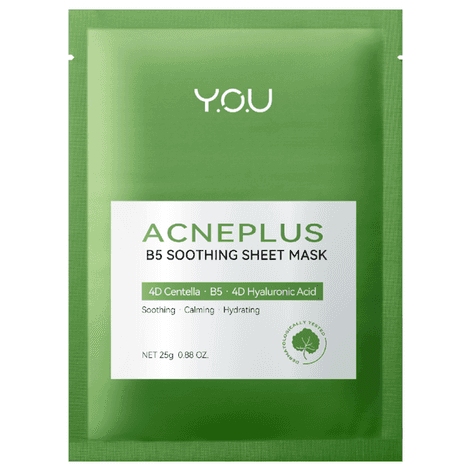 Y.O.U
ACNEPLUS
B5 SOOTHING SHEET MASK
4D Centella · B5 · 4D Hyaluronic Acid
Soothing · Calming · Hydrating
DERMATOLOGICALLY TESTED
NET 25g 0.88 OZ.